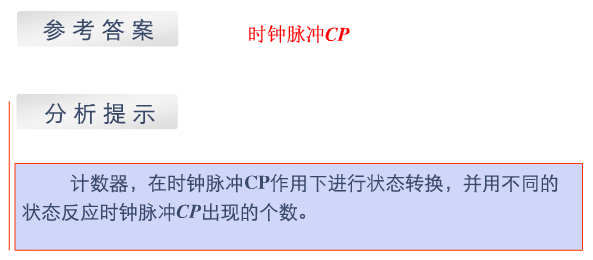 参考答案
时钟脉冲CP
分析提示
计数器，在时钟脉冲CP作用下进行状态转换，并用不同的
状态反应时钟脉冲CP出现的个数。